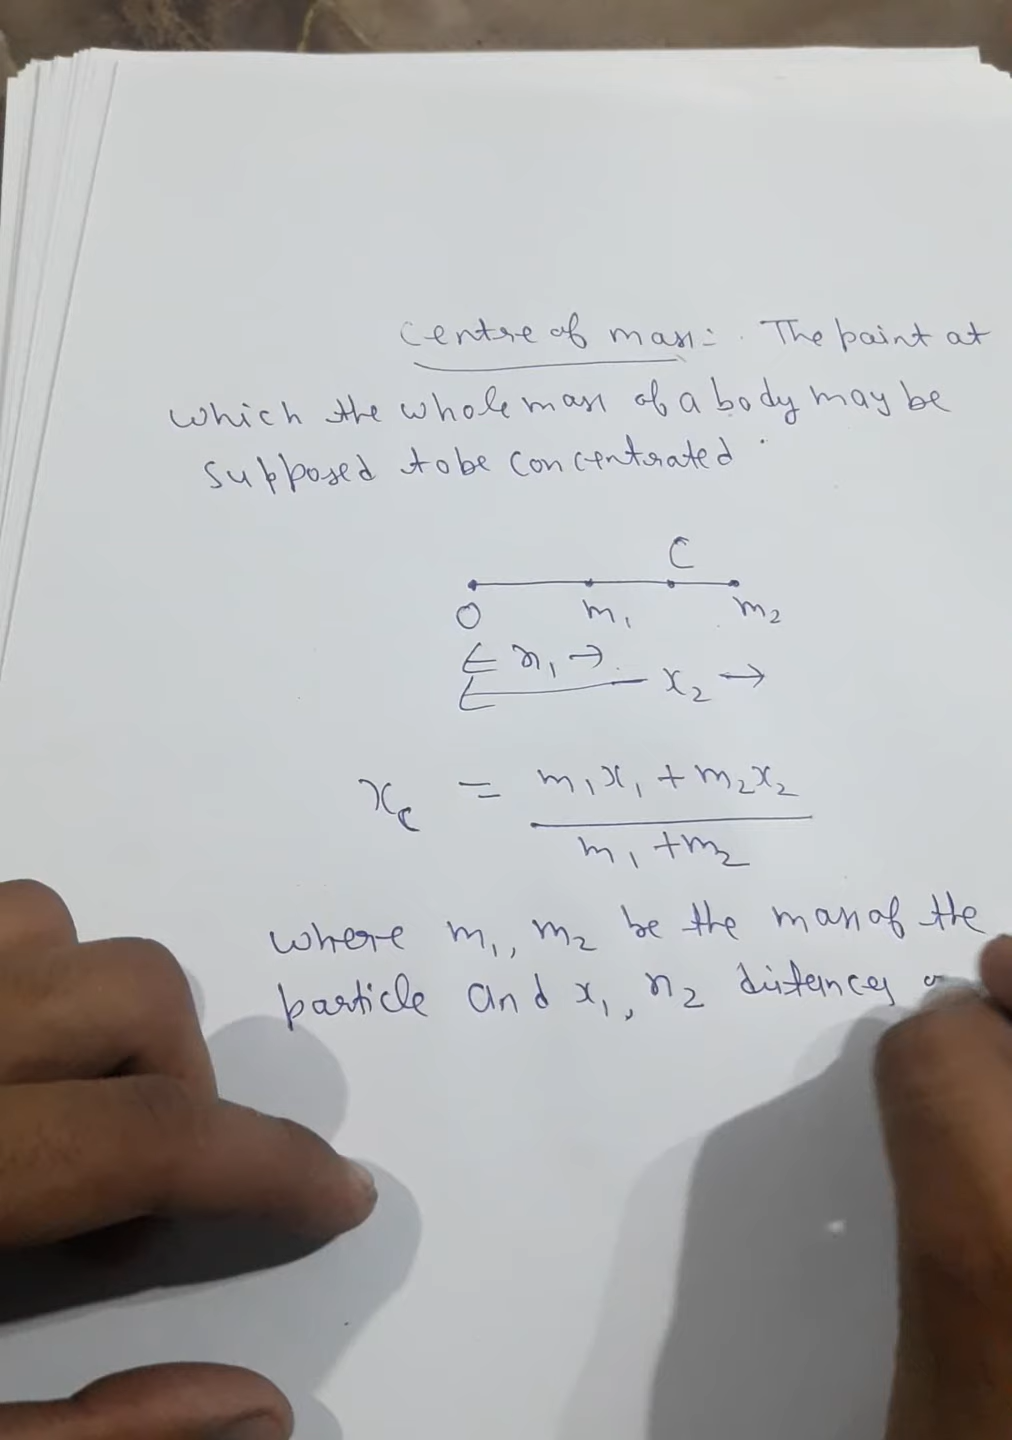 Centre of mass:- The point at
which the whole mass of a body may be
supposed to be concentrated.
C
O m₁ m₂
← x₁ →
← x₂ →
x_c = (m₁x₁ + m₂x₂) / (m₁ + m₂)
where m₁, m₂ be the mass of the
particle and x₁, x₂ distances